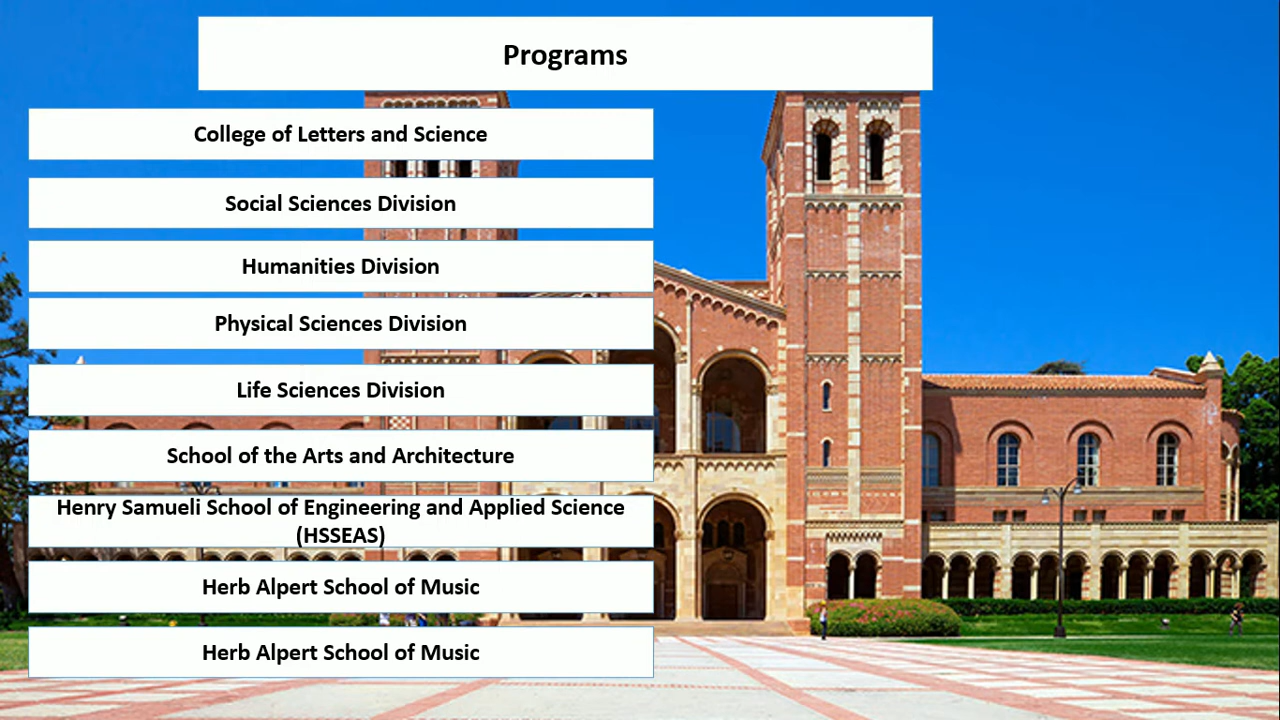 Programs
College of Letters and Science
Social Sciences Division
Humanities Division
Physical Sciences Division
Life Sciences Division
School of the Arts and Architecture
Henry Samueli School of Engineering and Applied Science
(HSSEAS)
Herb Alpert School of Music
Herb Alpert School of Music